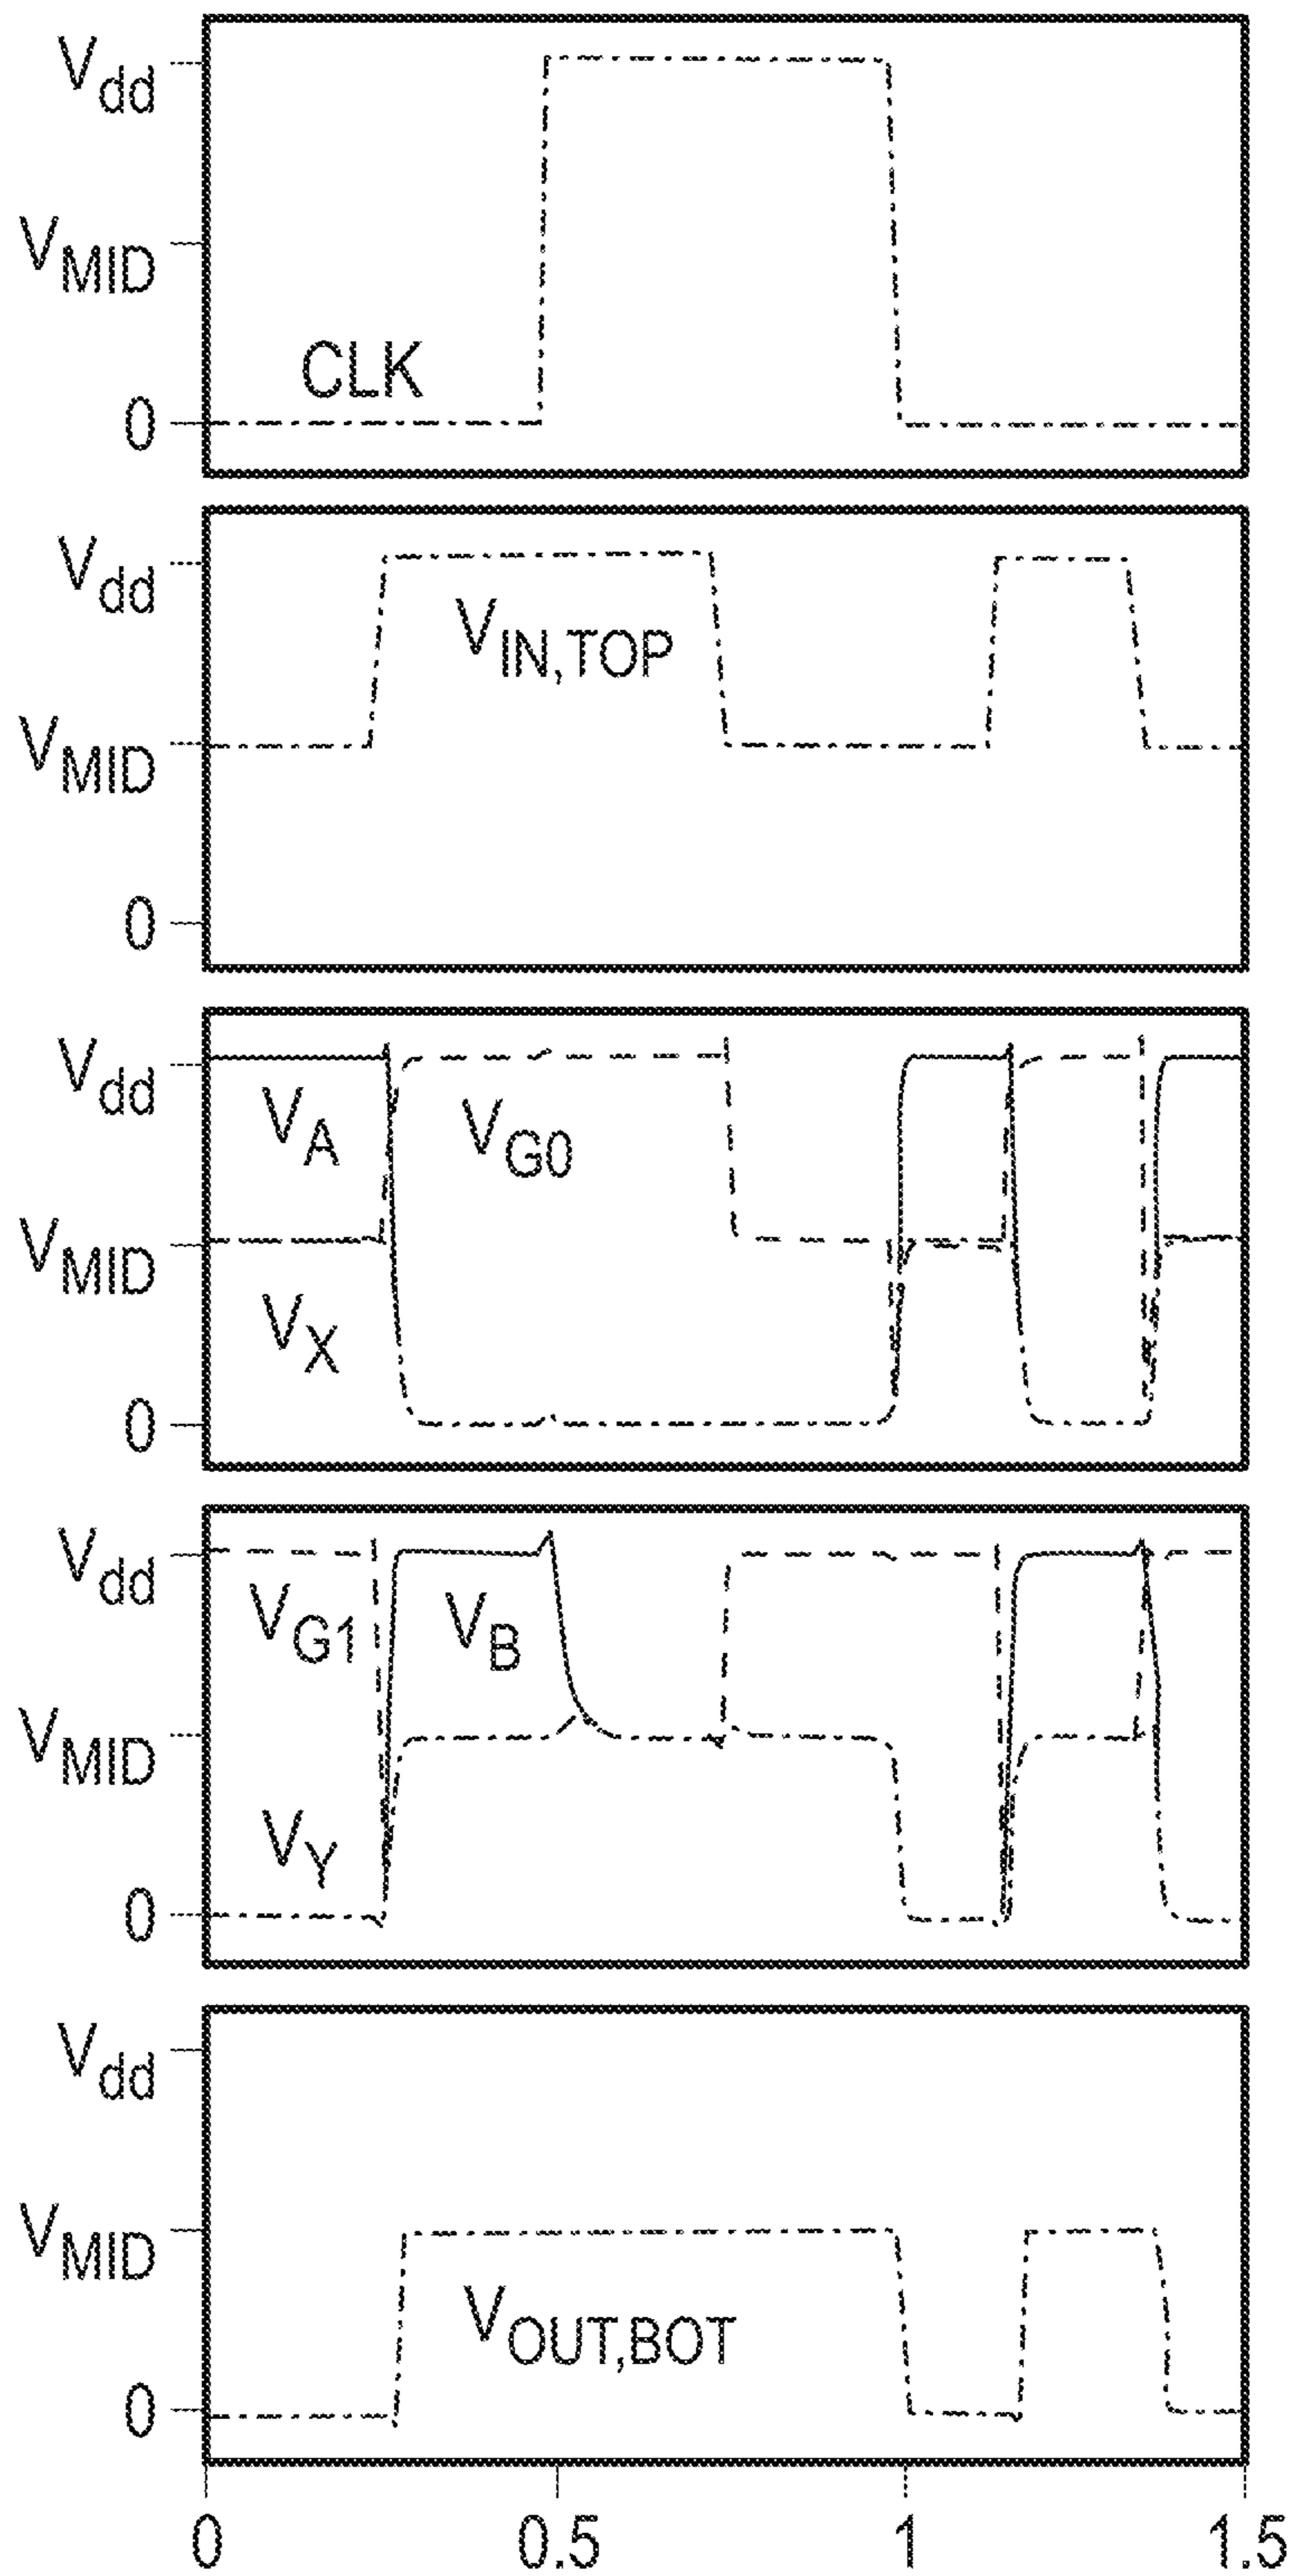 Vdd
VMID
CLK
0
Vdd
VIN,TOP
VMID
0
Vdd
VA VG0
VMID
VX
0
Vdd
VG1 VB
VMID
VY
0
Vdd
VMID
VOUT,BOT
0
0 0.5 1 1.5